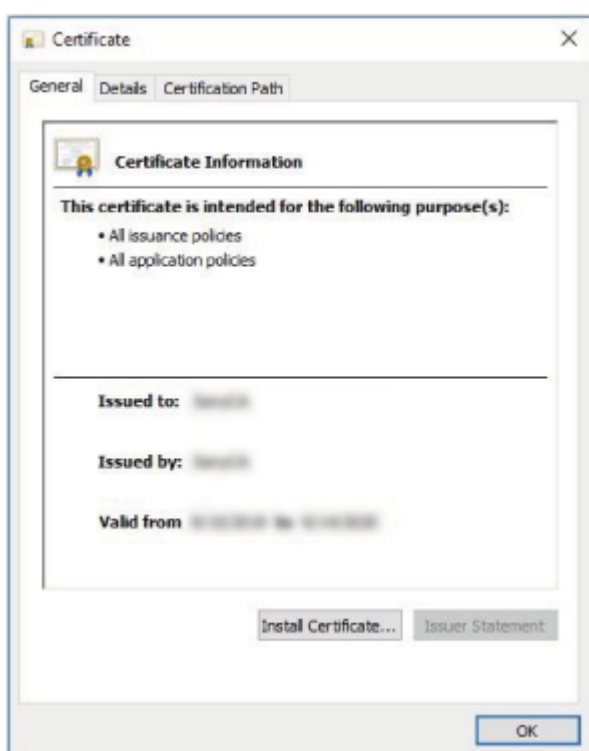 Certificate
General Details Certification Path
Certificate Information
This certificate is intended for the following purpose(s):
• All issuance policies
• All application policies
Issued to:
Issued by:
Valid from
Install Certificate... Issuer Statement
OK